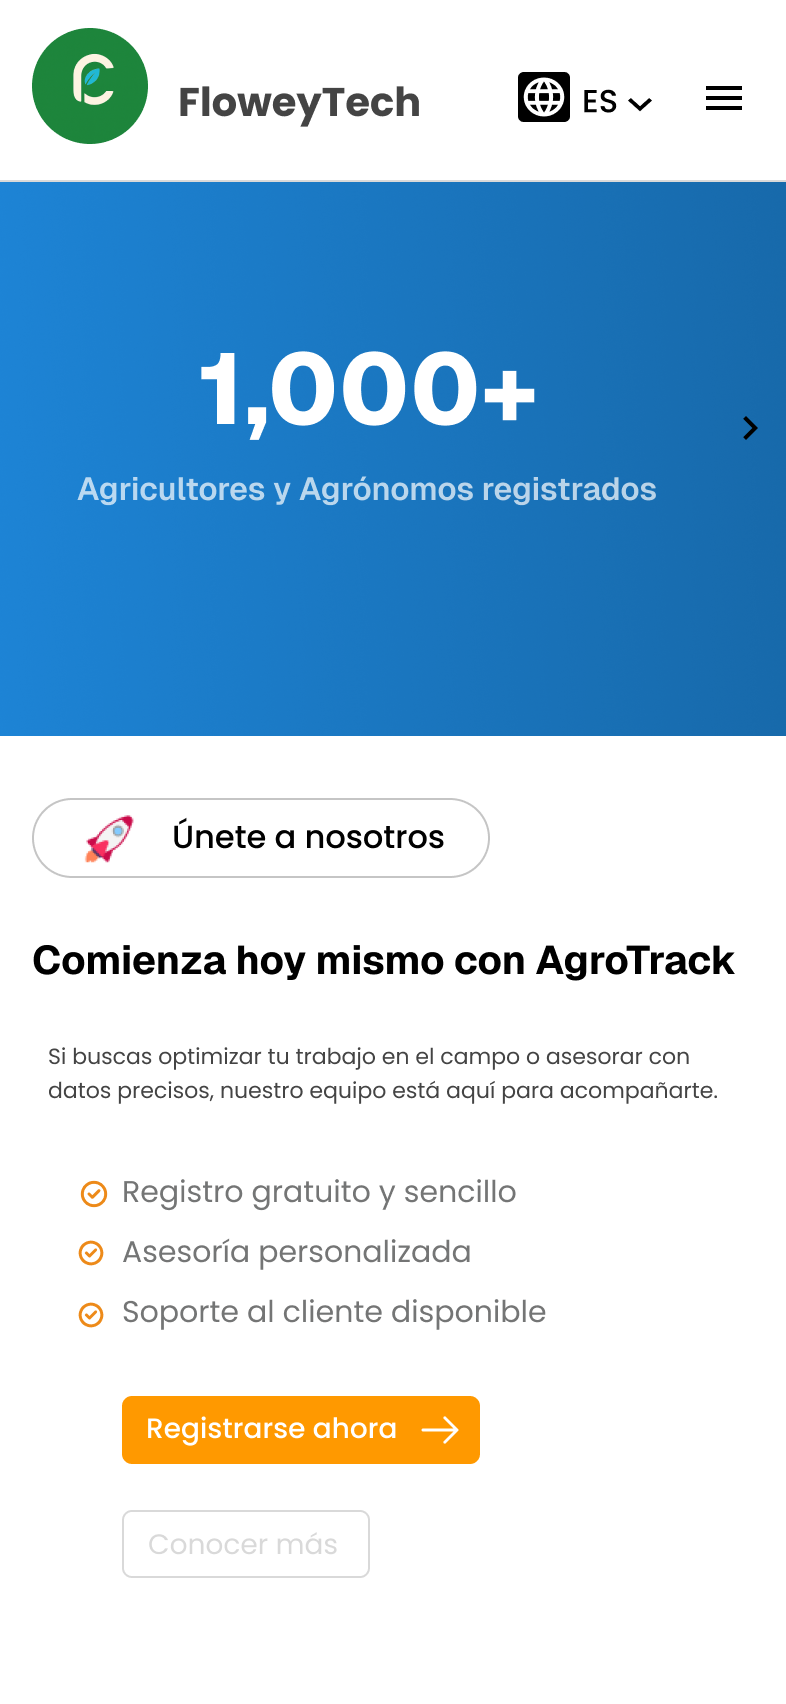 FloweyTech
ES
1,000+
Agricultores y Agrónomos registrados
Únete a nosotros
Comienza hoy mismo con AgroTrack
Si buscas optimizar tu trabajo en el campo o asesorar con
datos precisos, nuestro equipo está aquí para acompañarte.
Registro gratuito y sencillo
Asesoría personalizada
Soporte al cliente disponible
Registrarse ahora
Conocer más